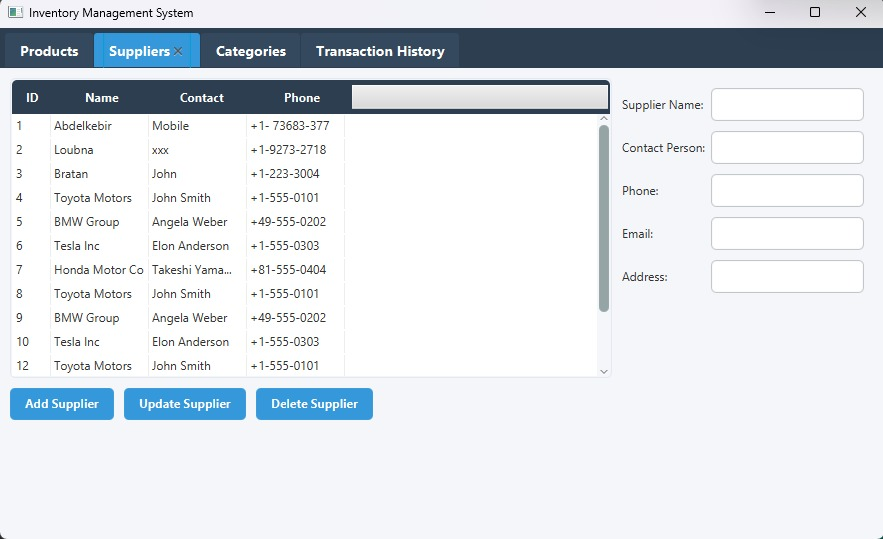 Inventory Management System
Products Suppliers Categories Transaction History
ID Name Contact Phone
1 Abdelkebir Mobile +1- 73683-377
2 Loubna xxx +1-9273-2718
3 Bratan John +1-223-3004
4 Toyota Motors John Smith +1-555-0101
5 BMW Group Angela Weber +49-555-0202
6 Tesla Inc Elon Anderson +1-555-0303
7 Honda Motor Co Takeshi Yama... +81-555-0404
8 Toyota Motors John Smith +1-555-0101
9 BMW Group Angela Weber +49-555-0202
10 Tesla Inc Elon Anderson +1-555-0303
12 Toyota Motors John Smith +1-555-0101
Supplier Name:
Contact Person:
Phone:
Email:
Address:
Add Supplier Update Supplier Delete Supplier